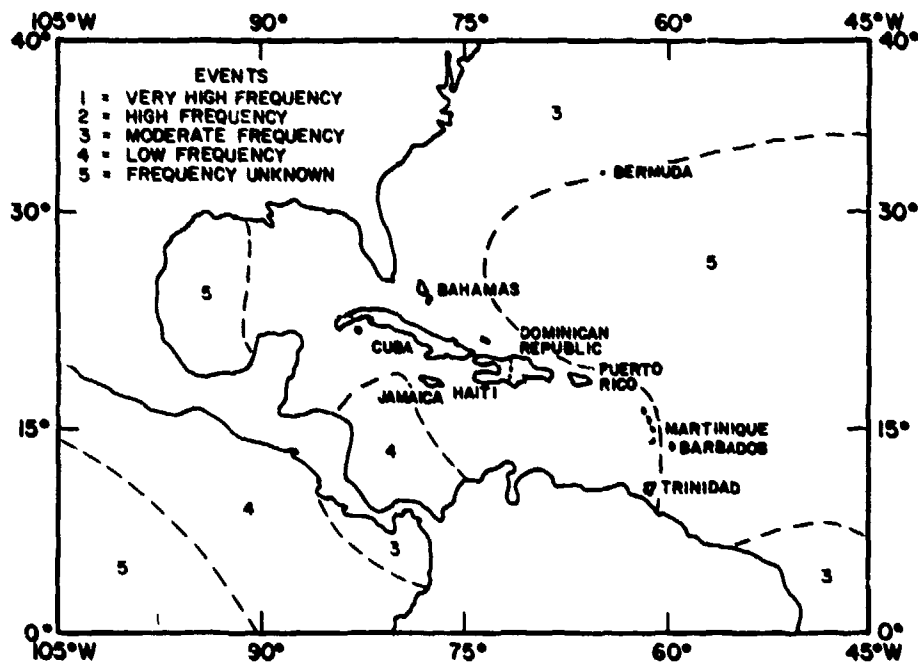 105°W 90° 75° 60° 45°W
40° 40°
EVENTS
1 = VERY HIGH FREQUENCY
2 = HIGH FREQUENCY
3 = MODERATE FREQUENCY
4 = LOW FREQUENCY
5 = FREQUENCY UNKNOWN
3
BERMUDA
30° 30°
5
5
BAHAMAS
CUBA
DOMINICAN
REPUBLIC
PUERTO
RICO
JAMAICA HAITI
MARTINIQUE
15° 15°
BARBADOS
4
TRINIDAD
4
3
5
3
0° 0°
105°W 90° 75° 60° 45°W